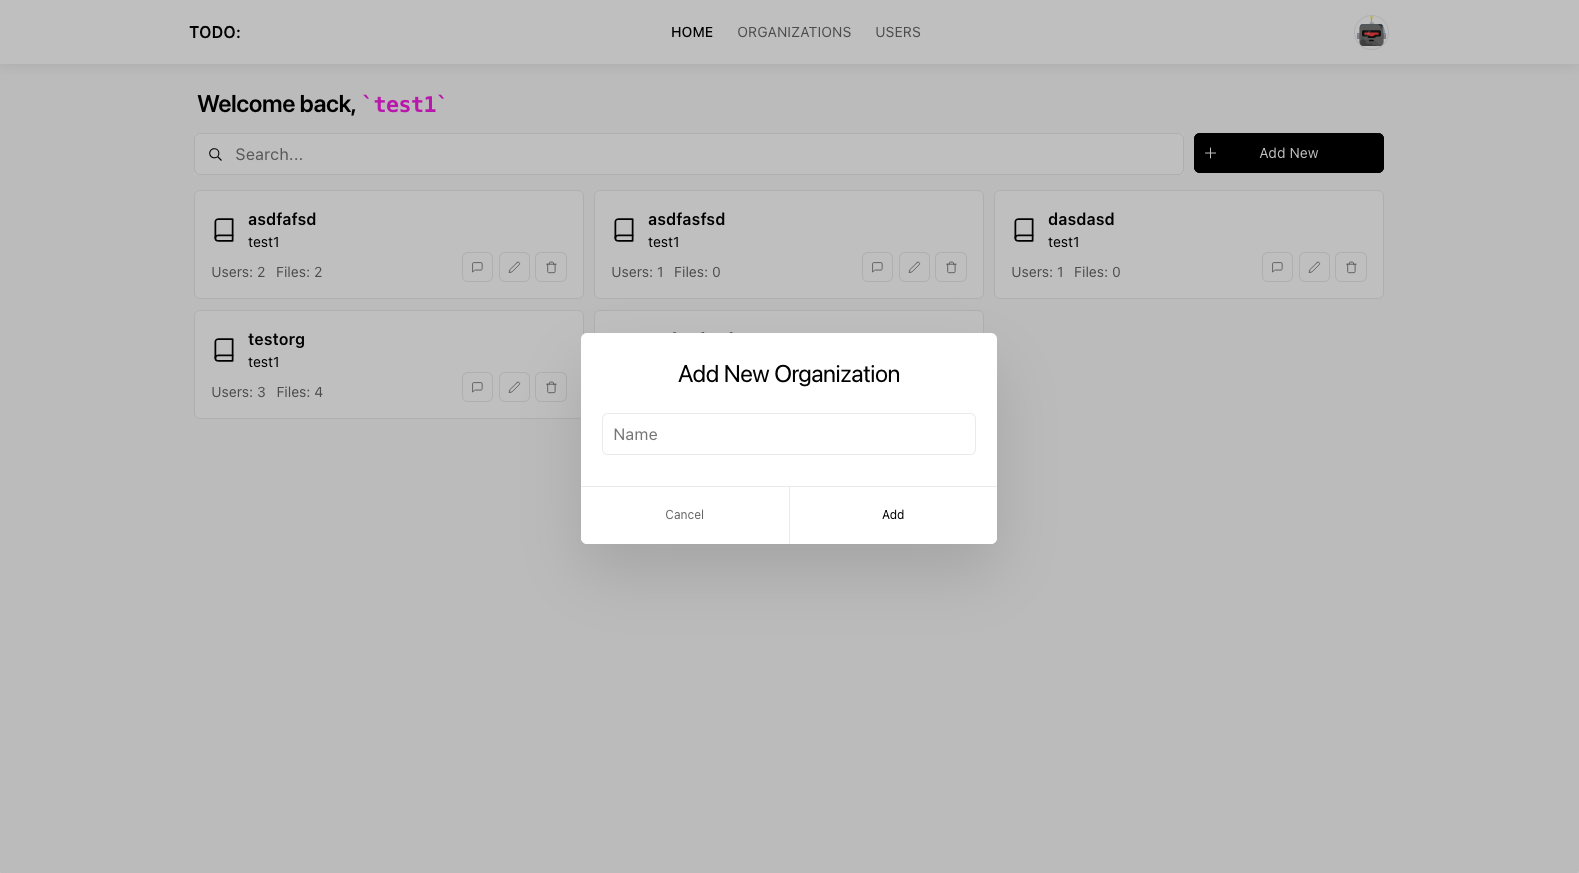 TODO:
HOME ORGANIZATIONS USERS
Welcome back, `test1`
Search...
Add New
asdfafsd
test1
Users: 2 Files: 2
asdfasfsd
test1
Users: 1 Files: 0
dasdasd
test1
Users: 1 Files: 0
testorg
test1
Users: 3 Files: 4
Add New Organization
Name
Cancel Add